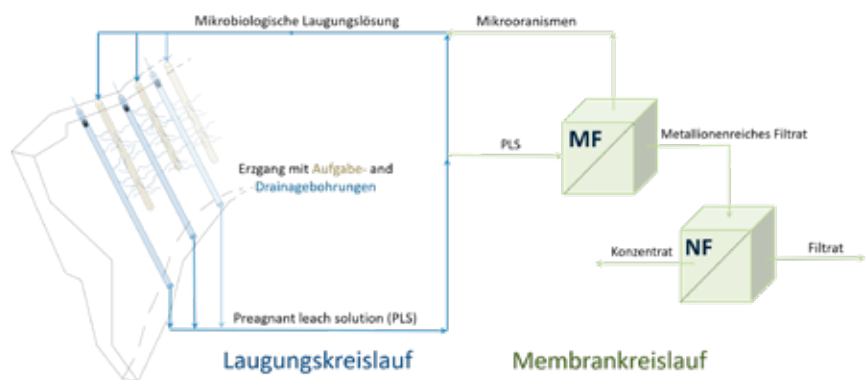 Mikrobiologische Laugungslösung
Mikrooranismen
MF
Metallionenreiches Filtrat
PLS
Erzgang mit Aufgabe- and
Drainagebohrungen
NF
Konzentrat
Filtrat
Preagnant leach solution (PLS)
Laugungskreislauf
Membrankreislauf